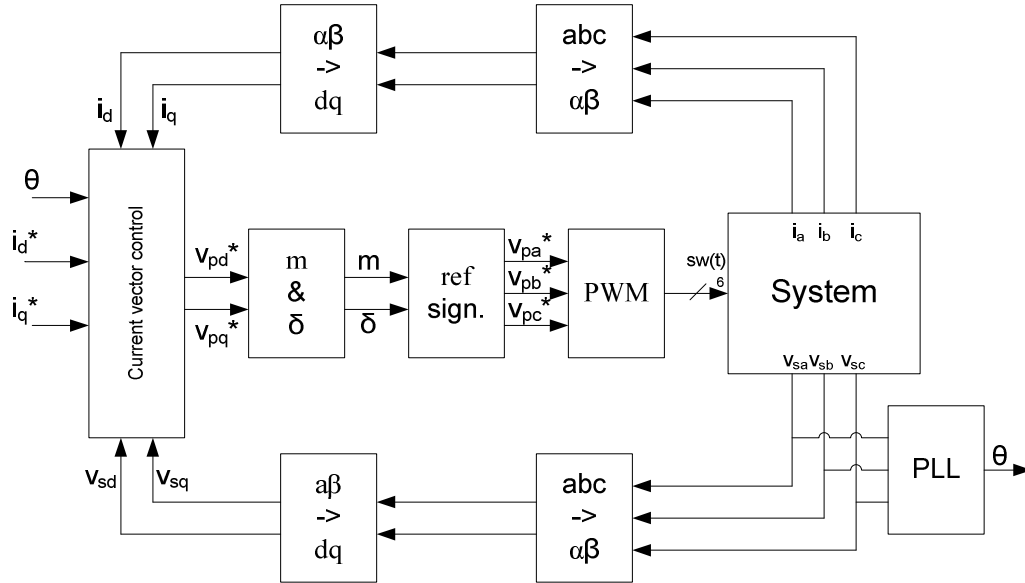 αβ
->
dq
abc
->
αβ
i_d
i_q
θ
i_d*
i_q*
Current vector control
v_pd*
v_pq*
m
&
δ
m
δ
ref
sign.
v_pa*
v_pb*
v_pc*
PWM
sw(t)
6
i_a i_b i_c
System
v_sa v_sb v_sc
PLL
θ
v_sd
v_sq
aβ
->
dq
abc
->
αβ